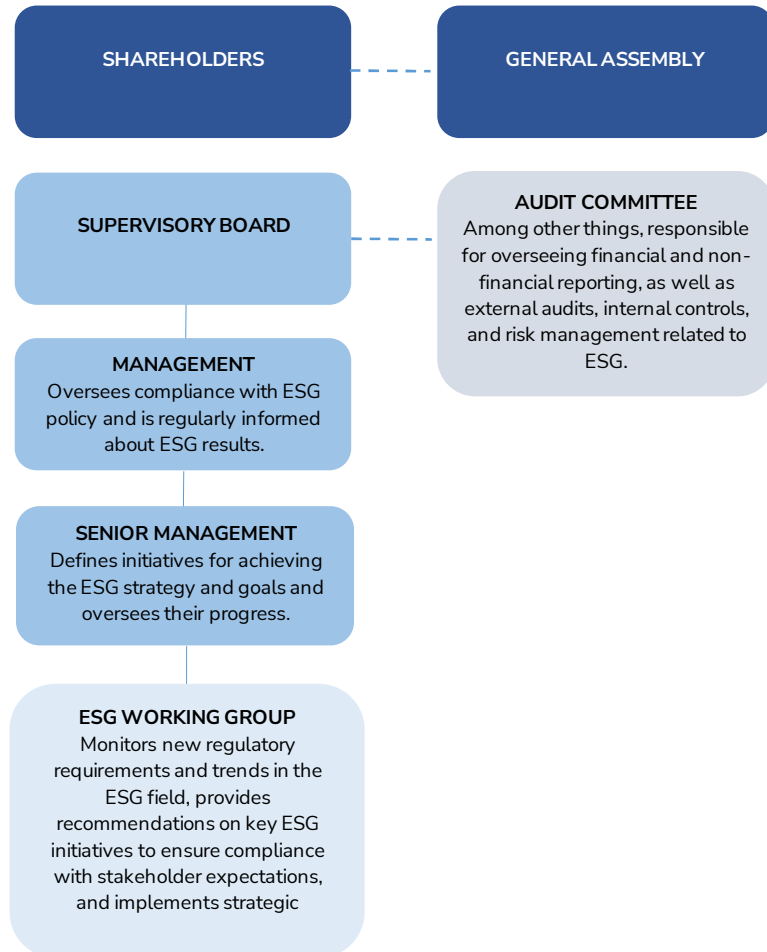 SHAREHOLDERS
GENERAL ASSEMBLY
SUPERVISORY BOARD
AUDIT COMMITTEE
Among other things, responsible
for overseeing financial and non-
financial reporting, as well as
external audits, internal controls,
and risk management related to
ESG.
MANAGEMENT
Oversees compliance with ESG
policy and is regularly informed
about ESG results.
SENIOR MANAGEMENT
Defines initiatives for achieving
the ESG strategy and goals and
oversees their progress.
ESG WORKING GROUP
Monitors new regulatory
requirements and trends in the
ESG field, provides
recommendations on key ESG
initiatives to ensure compliance
with stakeholder expectations,
and implements strategic